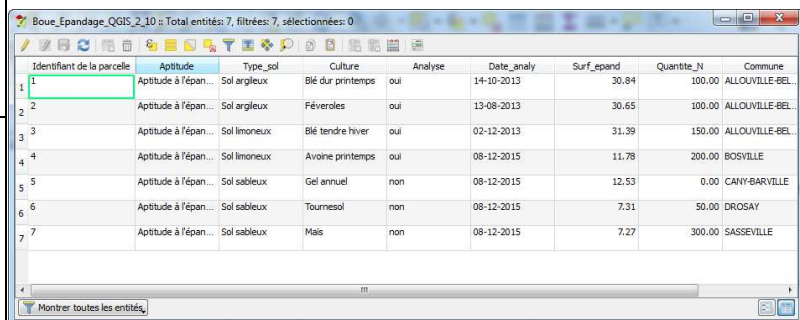 Boue_Epandage_QGIS_2_10 :: Total entités: 7, filtrées: 7, sélectionnées: 0
Identifiant de la parcelle Aptitude Type_sol Culture Analyse Date_analy Surf_epand Quantite_N Commune
1 1 Aptitude à l'épan... Sol argileux Blé dur printemps oui 14-10-2013 30.84 100.00 ALLOUVILLE-BEL...
2 2 Aptitude à l'épan... Sol argileux Féveroles oui 13-08-2013 30.65 100.00 ALLOUVILLE-BEL...
3 3 Aptitude à l'épan... Sol limoneux Blé tendre hiver oui 02-12-2013 31.39 150.00 ALLOUVILLE-BEL...
4 4 Aptitude à l'épan... Sol limoneux Avoine printemps oui 08-12-2015 11.78 200.00 BOSVILLE
5 5 Aptitude à l'épan... Sol sableux Gel annuel non 08-12-2015 12.53 0.00 CANY-BARVILLE
6 6 Aptitude à l'épan... Sol sableux Tournesol non 08-12-2015 7.31 50.00 DROSAY
7 7 Aptitude à l'épan... Sol sableux Maïs non 08-12-2015 7.27 300.00 SASSEVILLE
Montrer toutes les entités